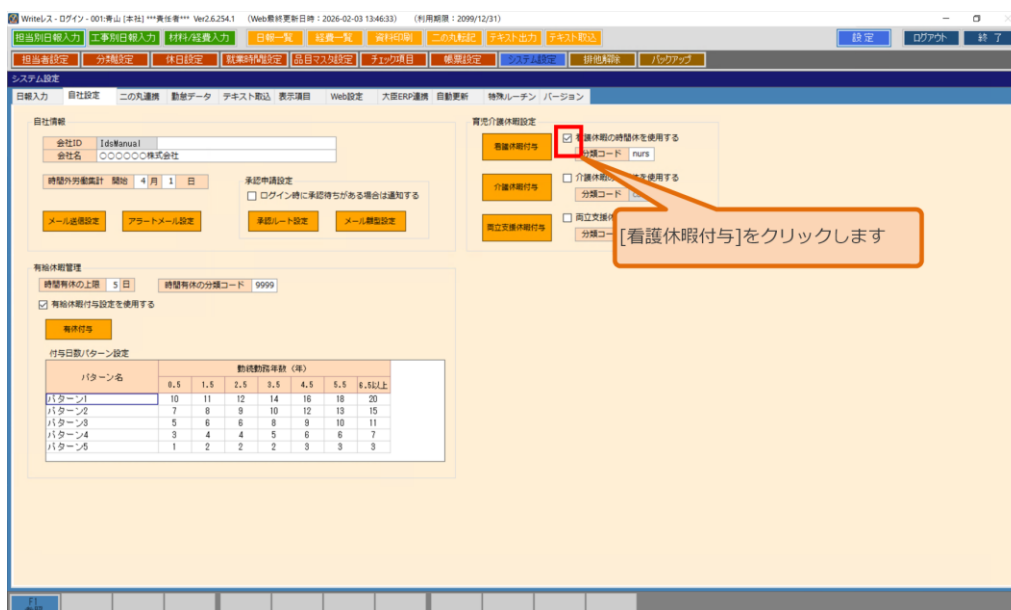 Writeレス - ログイン - 001:青山 [本社] ***責任者*** Ver2.6.254.1 (Web最終更新日時：2026-02-03 13:46:33) (利用期限：2099/12/31)
担当別日報入力 工事別日報入力 材料/経費入力 日報一覧 経費一覧 資料印刷 二の丸転記 テキスト出力 テキスト取込 設定 ログアウト 終了
担当者設定 分類設定 休日設定 就業時間設定 品目マスタ設定 チェック項目 帳票設定 システム設定 排他解除 バックアップ
システム設定
日報入力 自社設定 二の丸連携 勤怠データ テキスト取込 表示項目 Web設定 大臣ERP連携 自動更新 特殊ルーチン バージョン
自社情報
会社ID IdsManual
会社名 〇〇〇〇〇〇株式会社
時間外労働集計 開始 4 月 1 日
承認申請設定
ログイン時に承認待ちがある場合は通知する
メール送信設定 アラートメール設定 承認ルート設定 メール雛型設定
育児介護休暇設定
看護休暇付与 看護休暇の時間休を使用する
分類コード nurs
介護休暇付与 介護休暇の 休を使用する
分類コード
両立支援休暇付与 両立支援休
分類コー
[看護休暇付与]をクリックします
有給休暇管理
時間有休の上限 5 日 時間有休の分類コード 9999
有給休暇付与設定を使用する
有休付与
付与日数パターン設定
パターン名 勤続勤務年数（年）
0.5 1.5 2.5 3.5 4.5 5.5 6.5以上
パターン1 10 11 12 14 16 18 20
パターン2 7 8 9 10 12 13 15
パターン3 5 6 6 8 9 10 11
パターン4 3 4 4 5 6 6 7
パターン5 1 2 2 2 3 3 3
F1